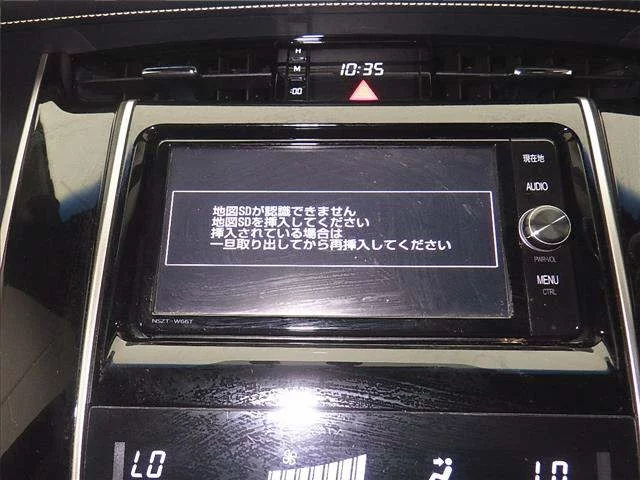 H
M
:00
10:35
現在地
AUDIO
地図SDが認識できません
地図SDを挿入してください
挿入されている場合は
一旦取り出してから再挿入してください
PWR・VOL
MENU
CTRL
NSZT-W66T
LO
LO